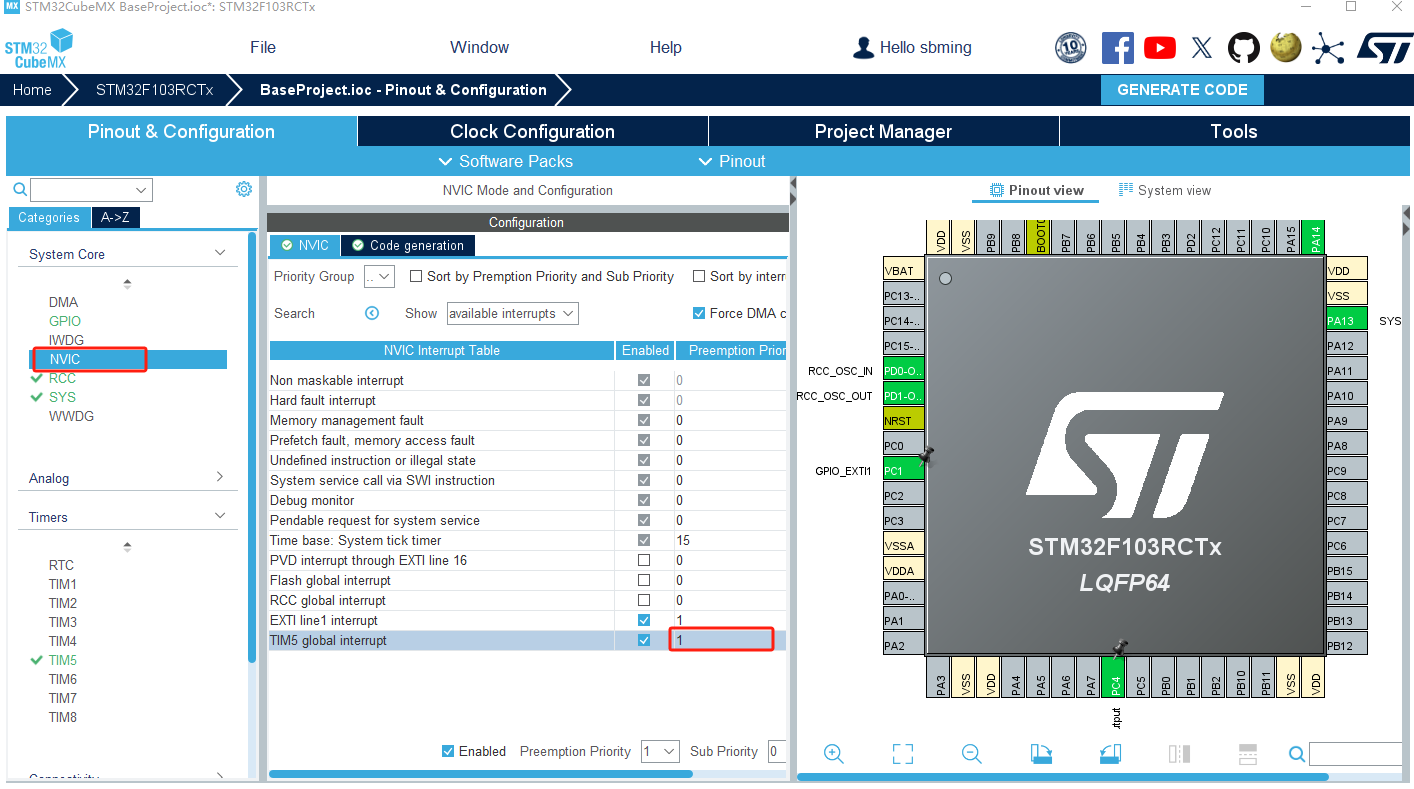 MX STM32CubeMX BaseProject.ioc*: STM32F103RCTx
STM32 CubeMX
File Window Help Hello sbming
10
Home STM32F103RCTx BaseProject.ioc - Pinout & Configuration GENERATE CODE
Pinout & Configuration Clock Configuration Project Manager Tools
Software Packs Pinout
Categories A->Z
System Core
DMA
GPIO
IWDG
NVIC
RCC
SYS
WWDG
Analog
Timers
RTC
TIM1
TIM2
TIM3
TIM4
TIM5
TIM6
TIM7
TIM8
Connectivity
NVIC Mode and Configuration
Configuration
NVIC Code generation
Priority Group .. Sort by Premption Priority and Sub Priority Sort by interr
Search Show available interrupts Force DMA c
NVIC Interrupt Table Enabled Preemption Prior
Non maskable interrupt 0
Hard fault interrupt 0
Memory management fault 0
Prefetch fault, memory access fault 0
Undefined instruction or illegal state 0
System service call via SWI instruction 0
Debug monitor 0
Pendable request for system service 0
Time base: System tick timer 15
PVD interrupt through EXTI line 16 0
Flash global interrupt 0
RCC global interrupt 0
EXTI line1 interrupt 1
TIM5 global interrupt 1
Enabled Preemption Priority 1 Sub Priority 0
Pinout view System view
VDD VSS PB9 PB8 BOOT0 PB7 PB6 PB5 PB4 PB3 PD2 PC12 PC11 PC10 PA15 PA14
VBAT
PC13-..
PC14-..
PC15-..
RCC_OSC_IN PD0-O..
RCC_OSC_OUT PD1-O..
NRST
PC0
GPIO_EXTI1 PC1
PC2
PC3
VSSA
VDDA
PA0-..
PA1
PA2
STM32F103RCTx
LQFP64
VDD
VSS
PA13 SYS
PA12
PA11
PA10
PA9
PA8
PC9
PC8
PC7
PC6
PB15
PB14
PB13
PB12
PA3 VSS VDD PA4 PA5 PA6 PA7 PC4 PC5 PB0 PB1 PB2 PB10 PB11 VSS VDD